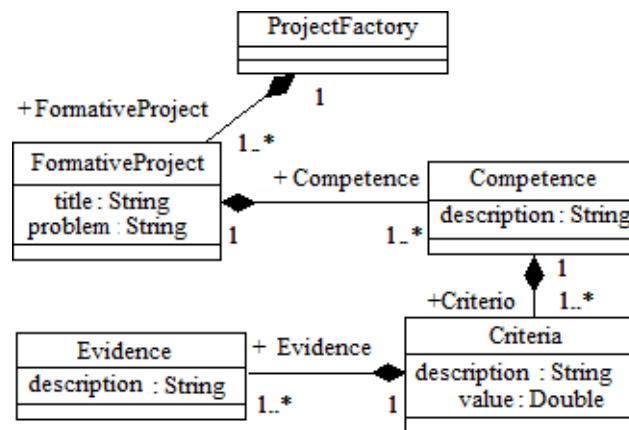 ProjectFactory
1
+ FormativeProject
1..*
FormativeProject
title : String
problem : String
1
+ Competence
1..*
Competence
description : String
1
+Criterio
1..*
Criteria
description : String
value : Double
1
+ Evidence
1..*
Evidence
description : String